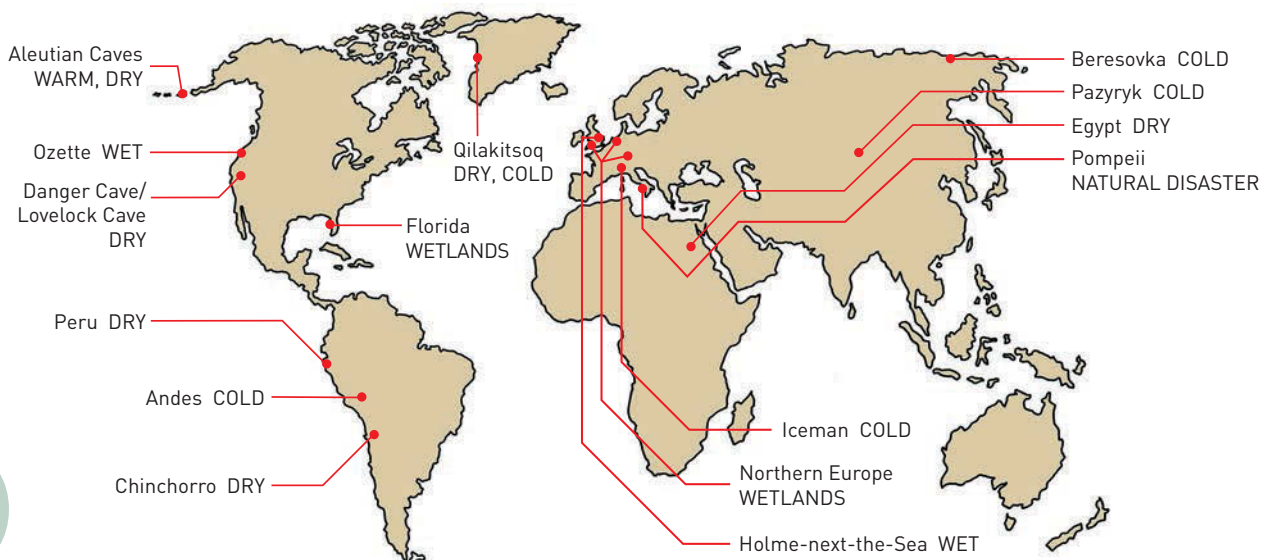 Aleutian Caves
WARM, DRY
Ozette WET
Danger Cave/
Lovelock Cave
DRY
Peru DRY
Andes COLD
Chinchorro DRY
Qilakitsoq
DRY, COLD
Florida
WETLANDS
Beresovka COLD
Pazyryk COLD
Egypt DRY
Pompeii
NATURAL DISASTER
Iceman COLD
Northern Europe
WETLANDS
Holme-next-the-Sea WET